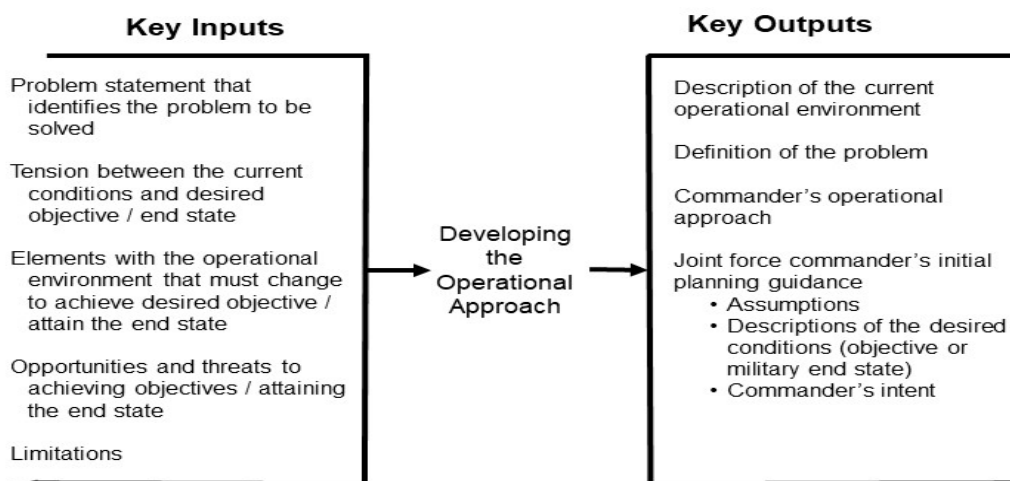 Key Inputs
Problem statement that
identifies the problem to be
solved
Tension between the current
conditions and desired
objective / end state
Elements with the operational
environment that must change
to achieve desired objective /
attain the end state
Opportunities and threats to
achieving objectives / attaining
the end state
Limitations
Developing
the
Operational
Approach
Key Outputs
Description of the current
operational environment
Definition of the problem
Commander’s operational
approach
Joint force commander’s initial
planning guidance
• Assumptions
• Descriptions of the desired
conditions (objective or
military end state)
• Commander’s intent